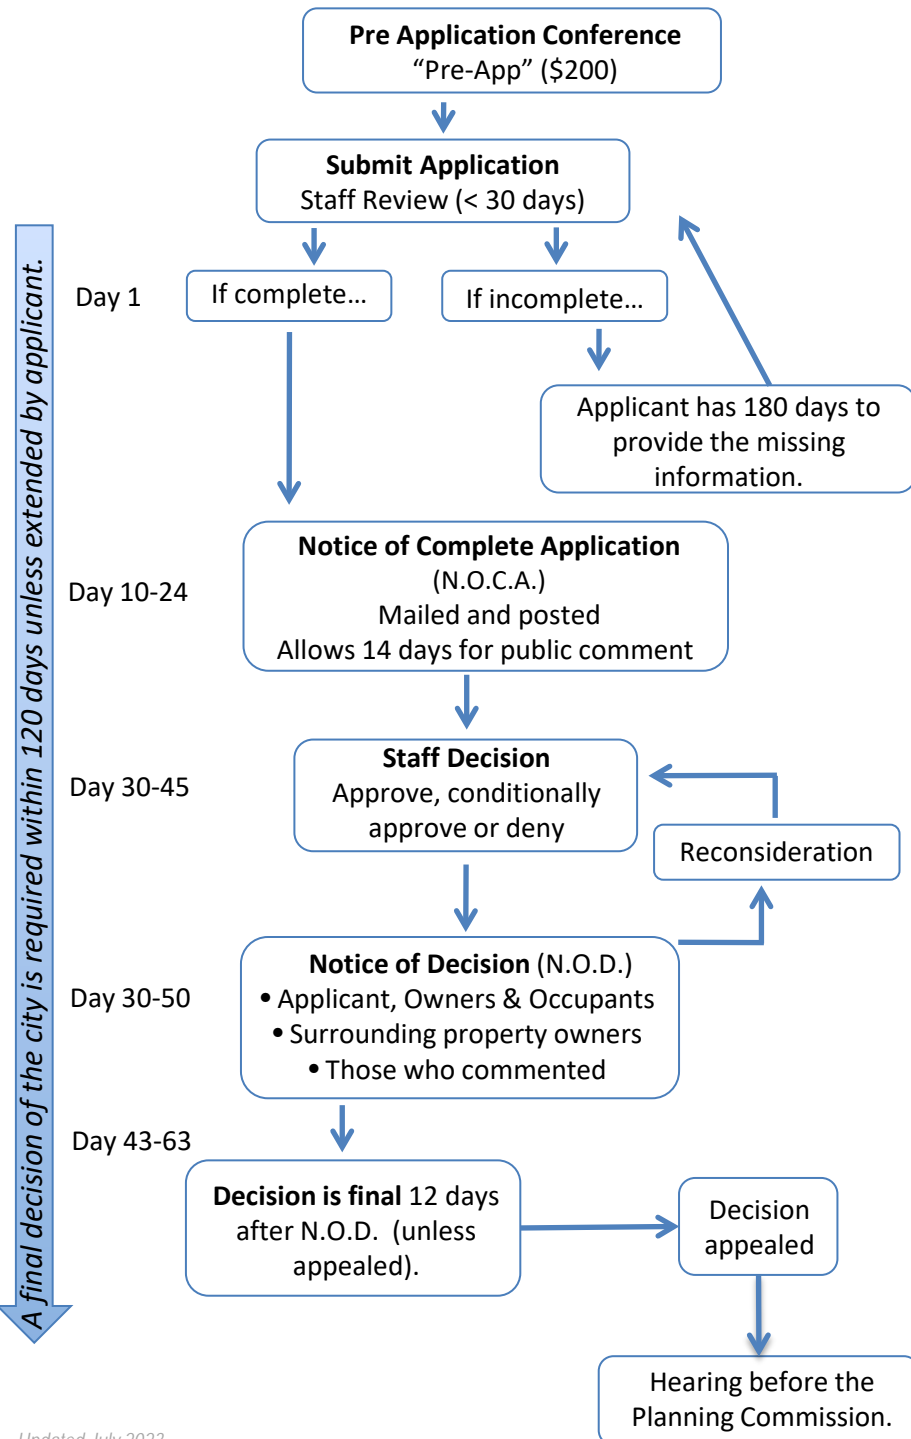 Pre Application Conference
“Pre-App” ($200)
Submit Application
Staff Review (< 30 days)
A final decision of the city is required within 120 days unless extended by applicant.
Day 1
If complete…
If incomplete…
Applicant has 180 days to
provide the missing
information.
Day 10-24
Notice of Complete Application
(N.O.C.A.)
Mailed and posted
Allows 14 days for public comment
Day 30-45
Staff Decision
Approve, conditionally
approve or deny
Reconsideration
Day 30-50
Notice of Decision (N.O.D.)
• Applicant, Owners & Occupants
• Surrounding property owners
• Those who commented
Day 43-63
Decision is final 12 days
after N.O.D. (unless
appealed).
Decision
appealed
Hearing before the
Planning Commission.
Updated July